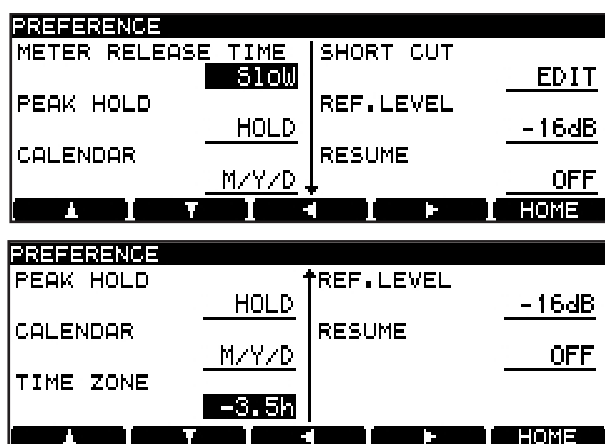 PREFERENCE
METER RELEASE TIME
Slow
PEAK HOLD
HOLD
CALENDAR
M/Y/D
SHORT CUT
EDIT
REF.LEVEL
-16dB
RESUME
OFF
HOME
PREFERENCE
PEAK HOLD
HOLD
CALENDAR
M/Y/D
TIME ZONE
-3.5h
REF.LEVEL
-16dB
RESUME
OFF
HOME